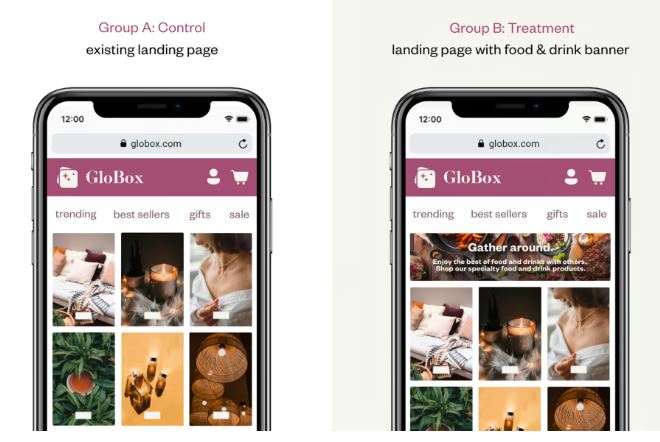 Group A: Control
existing landing page
12:00
globox.com
GloBox
trending best sellers gifts sale
Group B: Treatment
landing page with food & drink banner
12:00
globox.com
GloBox
trending best sellers gifts sale
Gather around.
Enjoy the best of food and drinks with others.
Shop our specialty food and drink products.